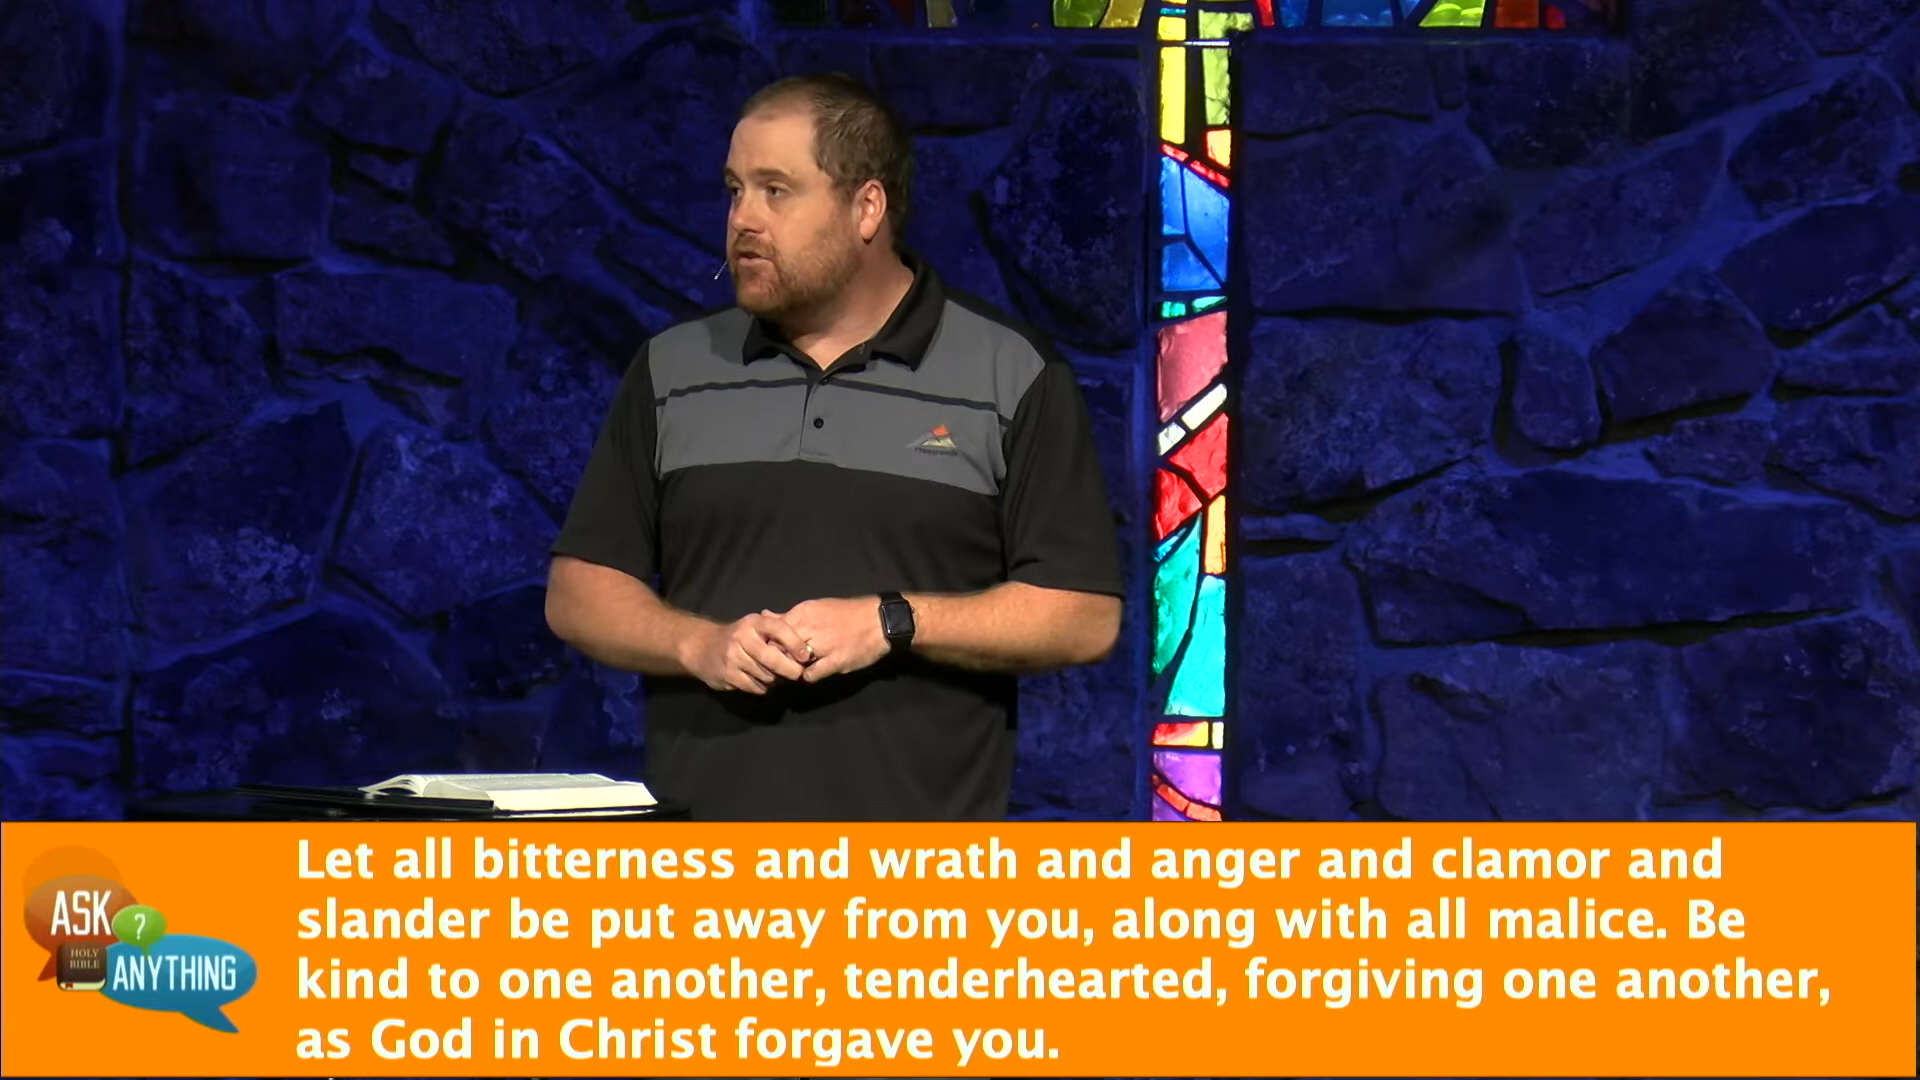 ASK
?
HOLY
BIBLE
ANYTHING
Let all bitterness and wrath and anger and clamor and
slander be put away from you, along with all malice. Be
kind to one another, tenderhearted, forgiving one another,
as God in Christ forgave you.